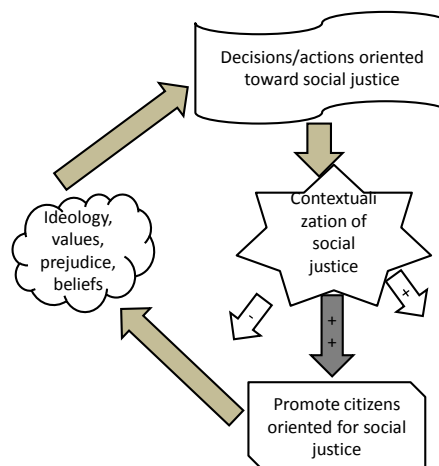 Decisions/actions oriented
toward social justice
Contextuali
zation of
social
justice
Ideology,
values,
prejudice,
beliefs
-
+
+
+
Promote citizens
oriented for social
justice